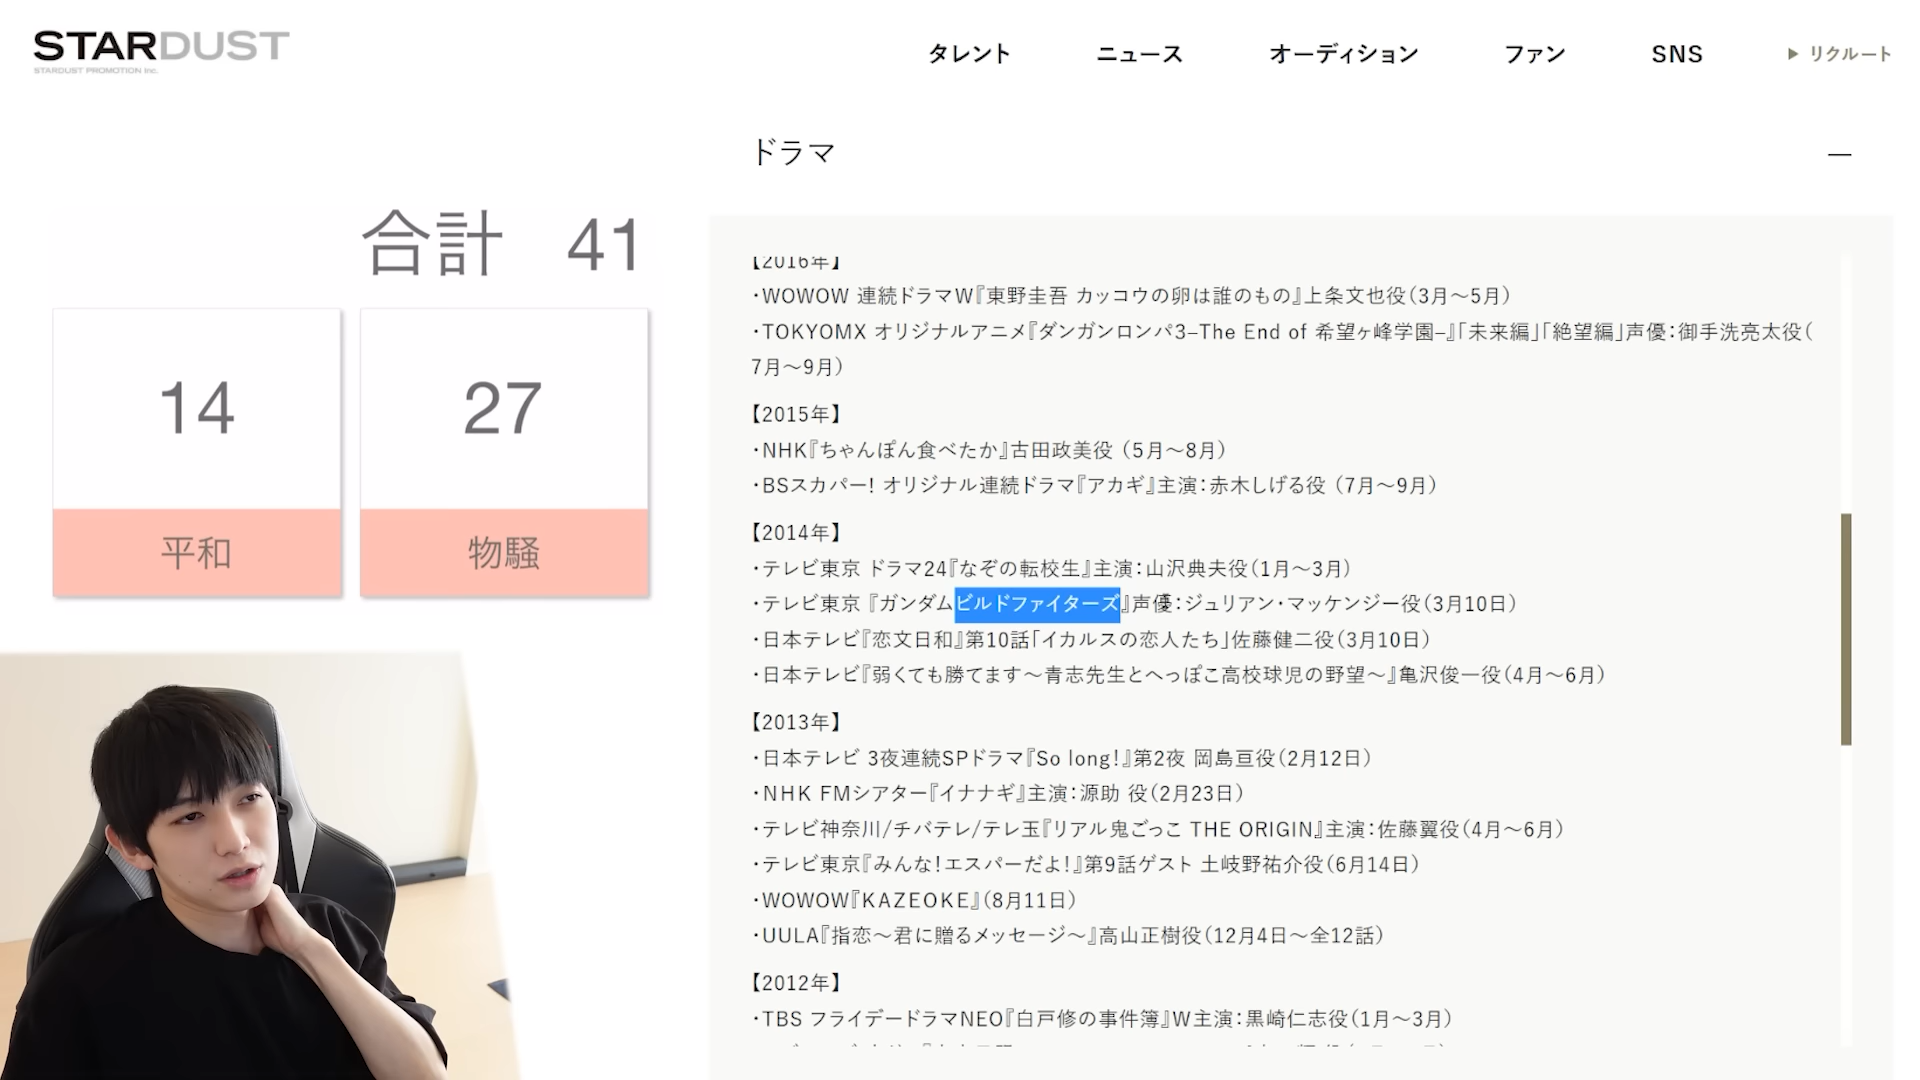 STARDUST
STARDUST PROMOTION Inc.
タレント
ニュース
オーディション
ファン
SNS
リクルート
ドラマ
合計 41
14
27
平和
物騒
【2016年】
・WOWOW 連続ドラマW『東野圭吾 カッコウの卵は誰のもの』上条文也役（3月～5月）
・TOKYOMX オリジナルアニメ『ダンガンロンパ3–The End of 希望ヶ峰学園–』「未来編」「絶望編」声優：御手洗亮太役（
7月～9月）
【2015年】
・NHK『ちゃんぽん食べたか』古田政美役 （5月～8月）
・BSスカパー! オリジナル連続ドラマ『アカギ』主演：赤木しげる役 （7月～9月）
【2014年】
・テレビ東京 ドラマ24『なぞの転校生』主演：山沢典夫役（1月～3月）
・テレビ東京 『ガンダムビルドファイターズ』声優：ジュリアン・マッケンジー役（3月10日）
・日本テレビ『恋文日和』第10話「イカルスの恋人たち」佐藤健二役（3月10日）
・日本テレビ『弱くても勝てます～青志先生とへっぽこ高校球児の野望～』亀沢俊一役（4月～6月）
【2013年】
・日本テレビ 3夜連続SPドラマ『So long!』第2夜 岡島亘役（2月12日）
・NHK FMシアター『イナナギ』主演：源助 役（2月23日）
・テレビ神奈川/チバテレ/テレ玉『リアル鬼ごっこ THE ORIGIN』主演：佐藤翼役（4月～6月）
・テレビ東京『みんな！エスパーだよ！』第9話ゲスト 土岐野祐介役（6月14日）
・WOWOW『KAZEOKE』（8月11日）
・UULA『指恋～君に贈るメッセージ～』高山正樹役（12月4日～全12話）
【2012年】
・TBS フライデードラマNEO『白戸修の事件簿』W主演：黒崎仁志役（1月～3月）